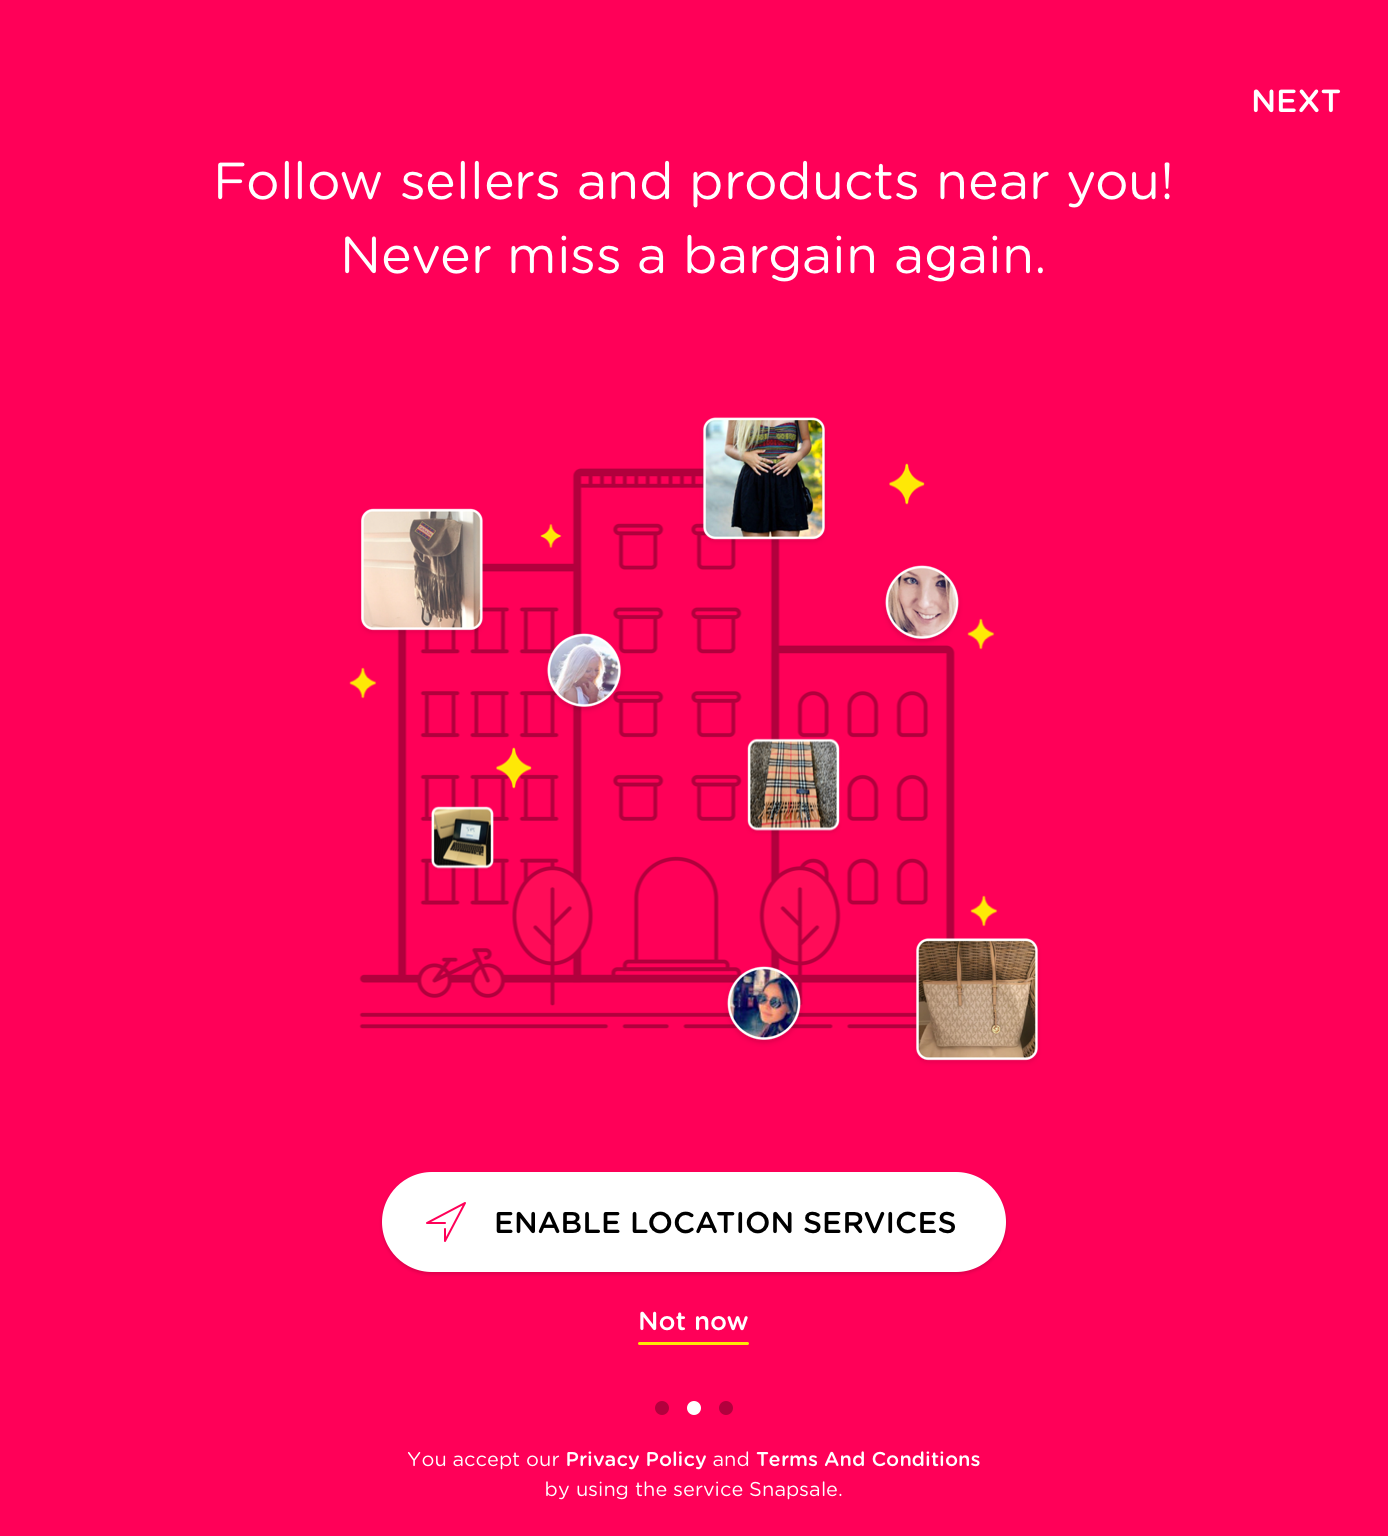 NEXT
Follow sellers and products near you!
Never miss a bargain again.
ENABLE LOCATION SERVICES
Not now
You accept our Privacy Policy and Terms And Conditions
by using the service Snapsale.